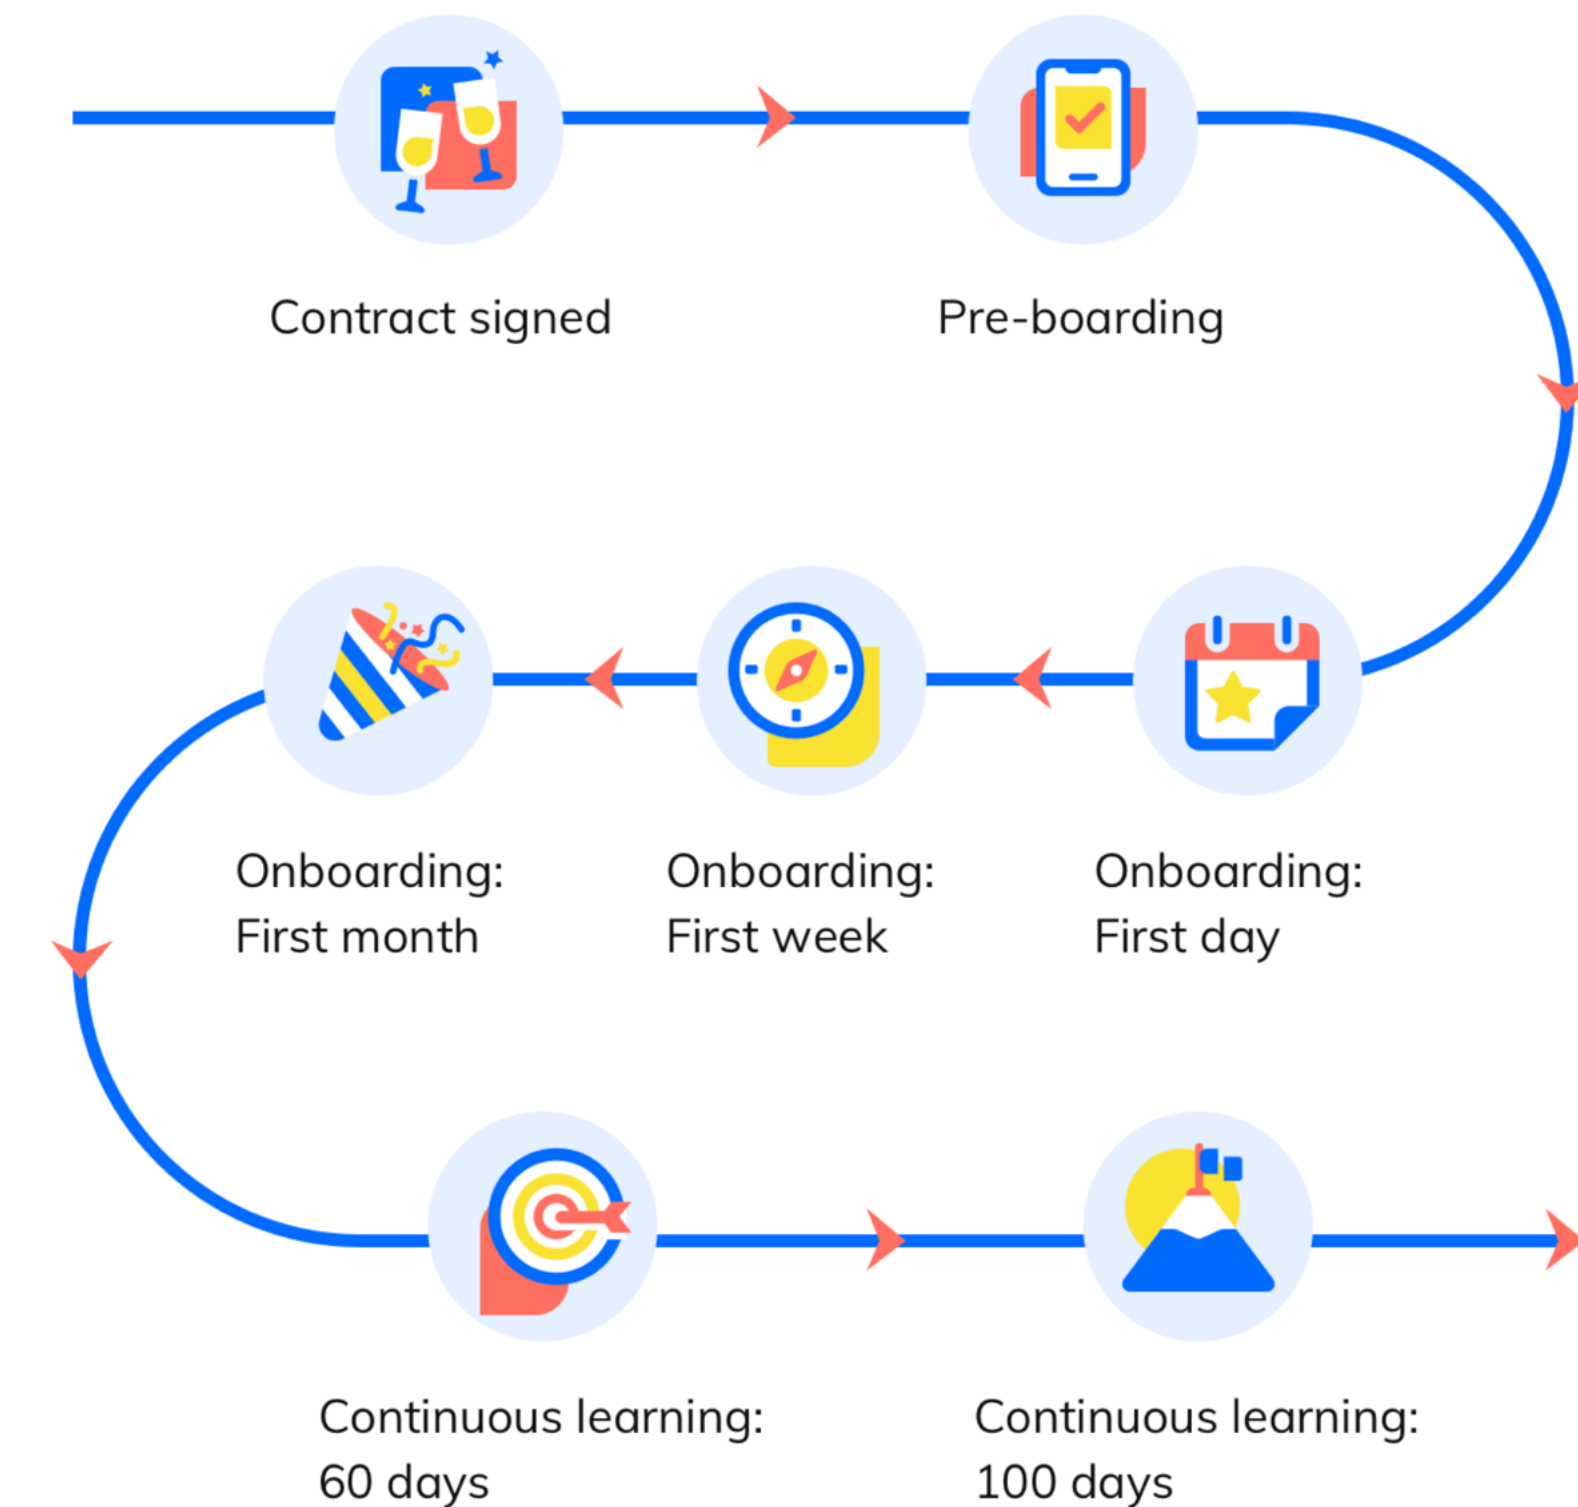 Contract signed
Pre-boarding
Onboarding:
First day
Onboarding:
First week
Onboarding:
First month
Continuous learning:
60 days
Continuous learning:
100 days